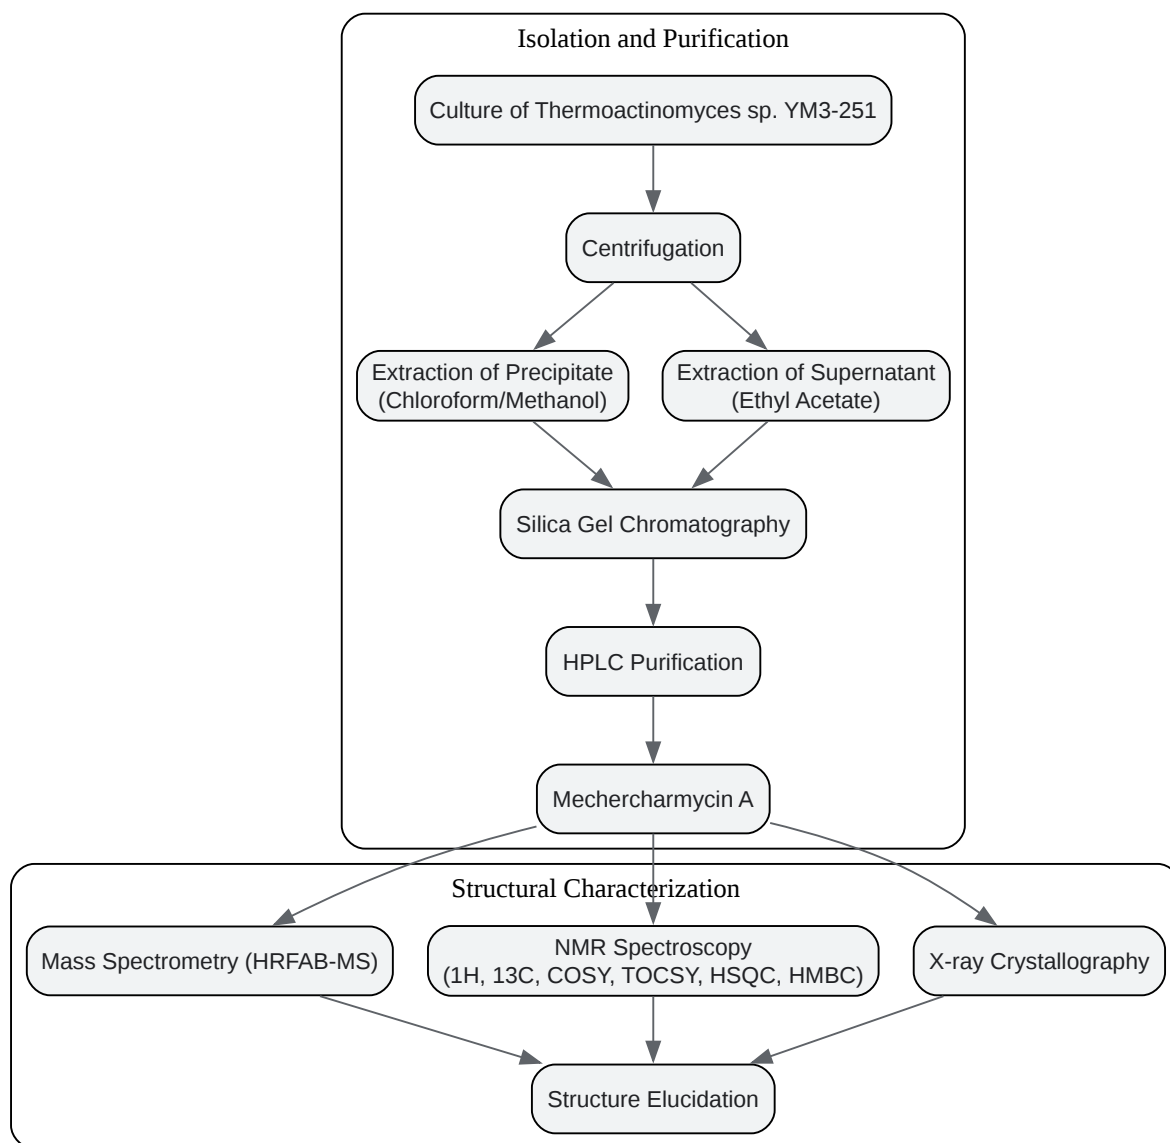 Isolation and Purification
Culture of Thermoactinomyces sp. YM3-251
Centrifugation
Extraction of Precipitate
(Chloroform/Methanol)
Extraction of Supernatant
(Ethyl Acetate)
Silica Gel Chromatography
HPLC Purification
Mechercharmycin A
Structural Characterization
Mass Spectrometry (HRFAB-MS)
NMR Spectroscopy
(1H, 13C, COSY, TOCSY, HSQC, HMBC)
X-ray Crystallography
Structure Elucidation